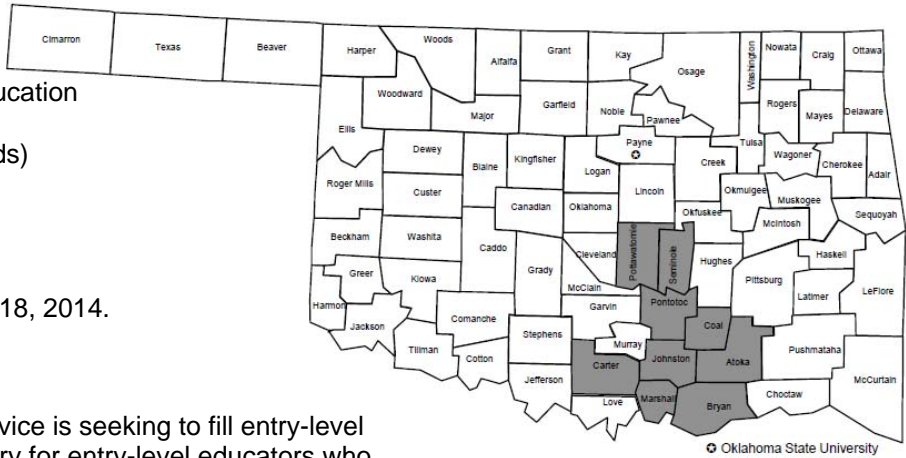 Cimarron
Texas
Beaver
Harper
Woods
Alfalfa
Grant
Kay
Osage
Washington
Nowata
Craig
Ottawa
ucation
Woodward
Major
Garfield
Noble
Pawnee
Rogers
Mayes
Delaware
ds)
Ellis
Dewey
Blaine
Kingfisher
Logan
Payne
Creek
Tulsa
Wagoner
Cherokee
Adair
Roger Mills
Custer
Canadian
Oklahoma
Lincoln
Okfuskee
Okmulgee
Muskogee
McIntosh
Sequoyah
Beckham
Washita
Caddo
Grady
Cleveland
Pottawatomie
Seminole
Hughes
Pittsburg
Haskell
LeFlore
Greer
Kiowa
McClain
Latimer
18, 2014.
Harmon
Jackson
Comanche
Stephens
Garvin
Pontotoc
Coal
Murray
Tillman
Cotton
Jefferson
Carter
Johnston
Atoka
Pushmataha
McCurtain
Love
Marshall
Bryan
Choctaw
vice is seeking to fill entry-level
ry for entry-level educators who
✪ Oklahoma State University